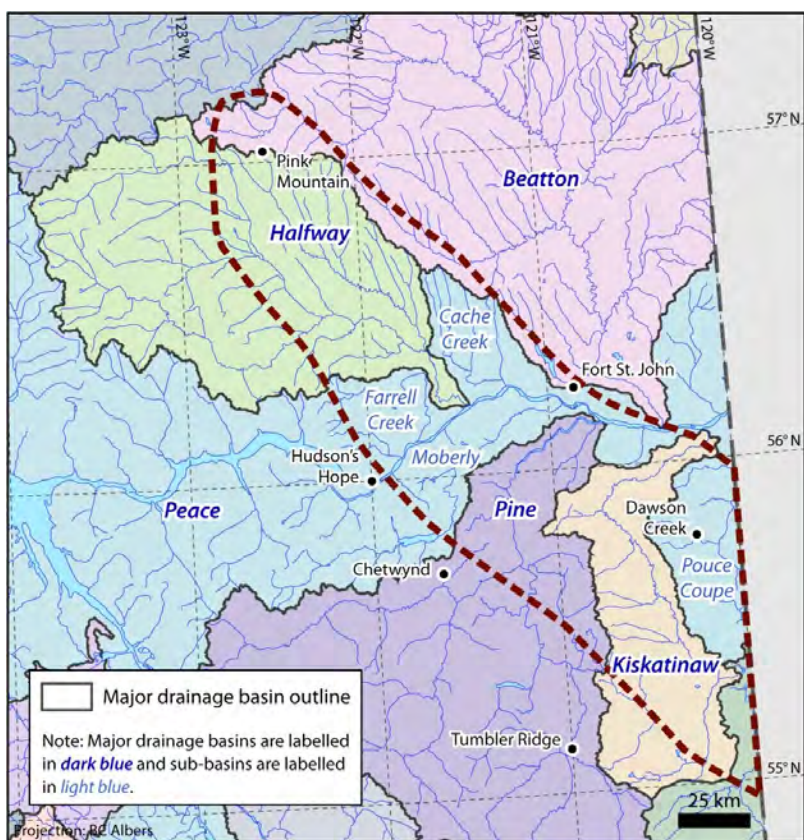 123°W
122°W
121°W
120°W
57°N
Pink
Mountain
Beatton
Halfway
Cache
Creek
Fort St. John
Farrell
Creek
56°N
Hudson's
Hope
Moberly
Peace
Pine
Dawson
Creek
Chetwynd
Pouce
Coupe
Kiskatinaw
Major drainage basin outline
Note: Major drainage basins are labelled
in dark blue and sub-basins are labelled
in light blue.
Tumbler Ridge
55°N
25 km
Projection: BC Albers